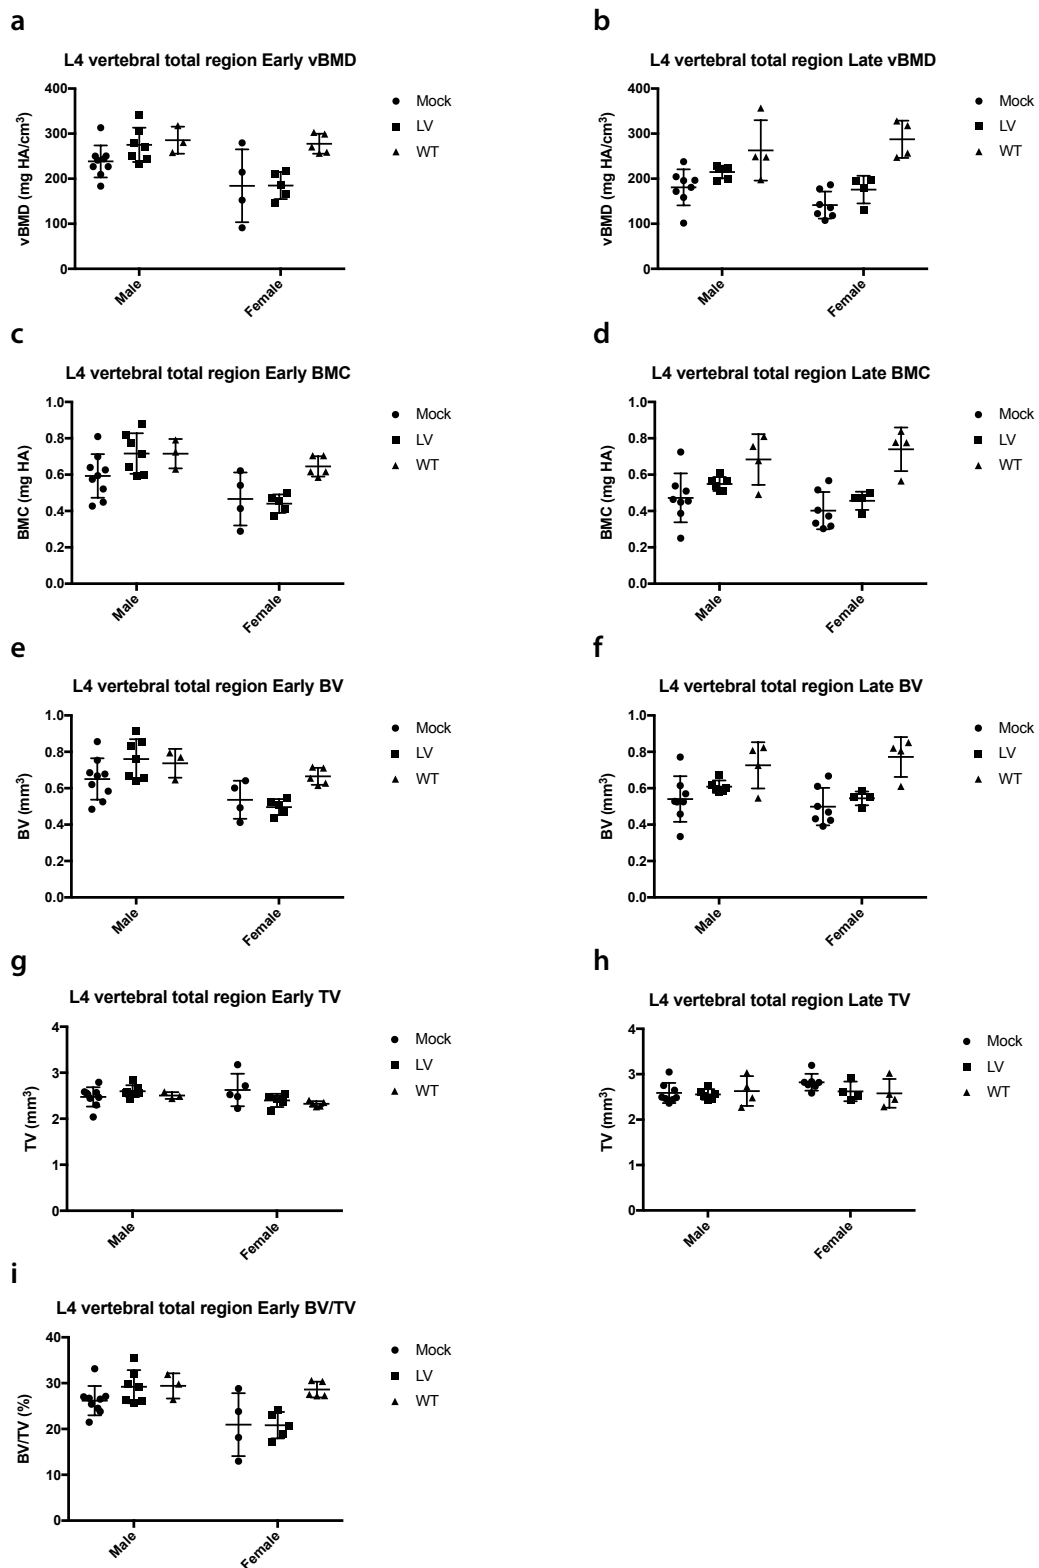 a
L4 vertebral total region Early vBMD
vBMD (mg HA/cm³)
400
300
200
100
0
Male
Female
Mock
LV
WT
b
L4 vertebral total region Late vBMD
vBMD (mg HA/cm³)
400
300
200
100
0
Male
Female
Mock
LV
WT
c
L4 vertebral total region Early BMC
BMC (mg HA)
1.0
0.8
0.6
0.4
0.2
0.0
Male
Female
Mock
LV
WT
d
L4 vertebral total region Late BMC
BMC (mg HA)
1.0
0.8
0.6
0.4
0.2
0.0
Male
Female
Mock
LV
WT
e
L4 vertebral total region Early BV
BV (mm³)
1.0
0.8
0.6
0.4
0.2
0.0
Male
Female
Mock
LV
WT
f
L4 vertebral total region Late BV
BV (mm³)
1.0
0.8
0.6
0.4
0.2
0.0
Male
Female
Mock
LV
WT
g
L4 vertebral total region Early TV
TV (mm³)
4
3
2
1
0
Male
Female
Mock
LV
WT
h
L4 vertebral total region Late TV
TV (mm³)
4
3
2
1
0
Male
Female
Mock
LV
WT
i
L4 vertebral total region Early BV/TV
BV/TV (%)
40
30
20
10
0
Male
Female
Mock
LV
WT